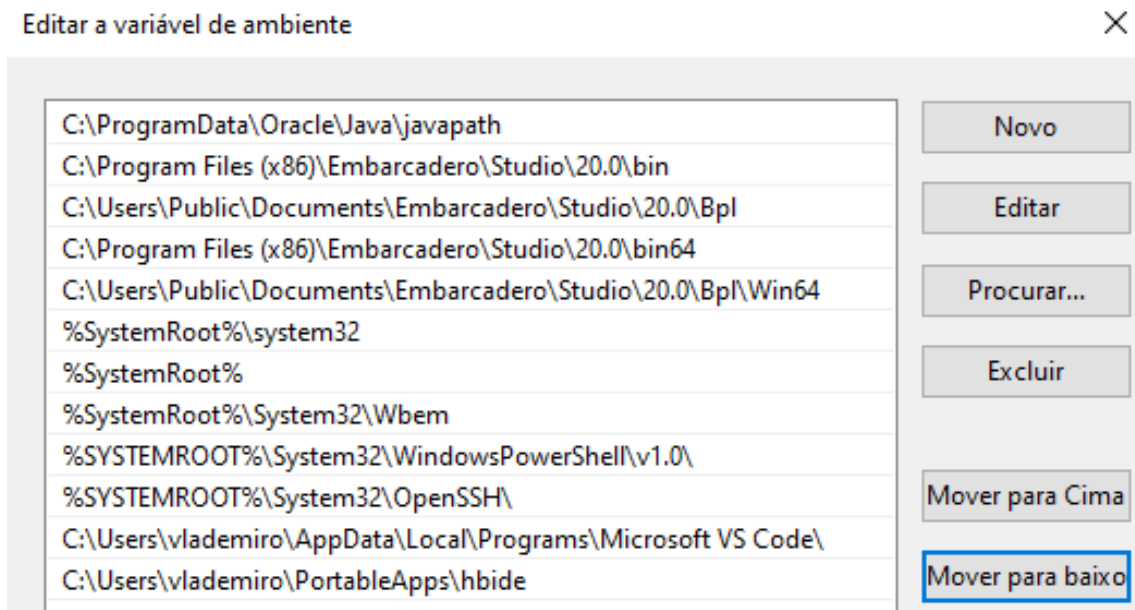 Editar a variável de ambiente
C:\ProgramData\Oracle\Java\javapath
C:\Program Files (x86)\Embarcadero\Studio\20.0\bin
C:\Users\Public\Documents\Embarcadero\Studio\20.0\Bpl
C:\Program Files (x86)\Embarcadero\Studio\20.0\bin64
C:\Users\Public\Documents\Embarcadero\Studio\20.0\Bpl\Win64
%SystemRoot%\system32
%SystemRoot%
%SystemRoot%\System32\Wbem
%SYSTEMROOT%\System32\WindowsPowerShell\v1.0\
%SYSTEMROOT%\System32\OpenSSH\
C:\Users\vlademiro\AppData\Local\Programs\Microsoft VS Code\
C:\Users\vlademiro\PortableApps\hbide
Novo
Editar
Procurar...
Excluir
Mover para Cima
Mover para baixo